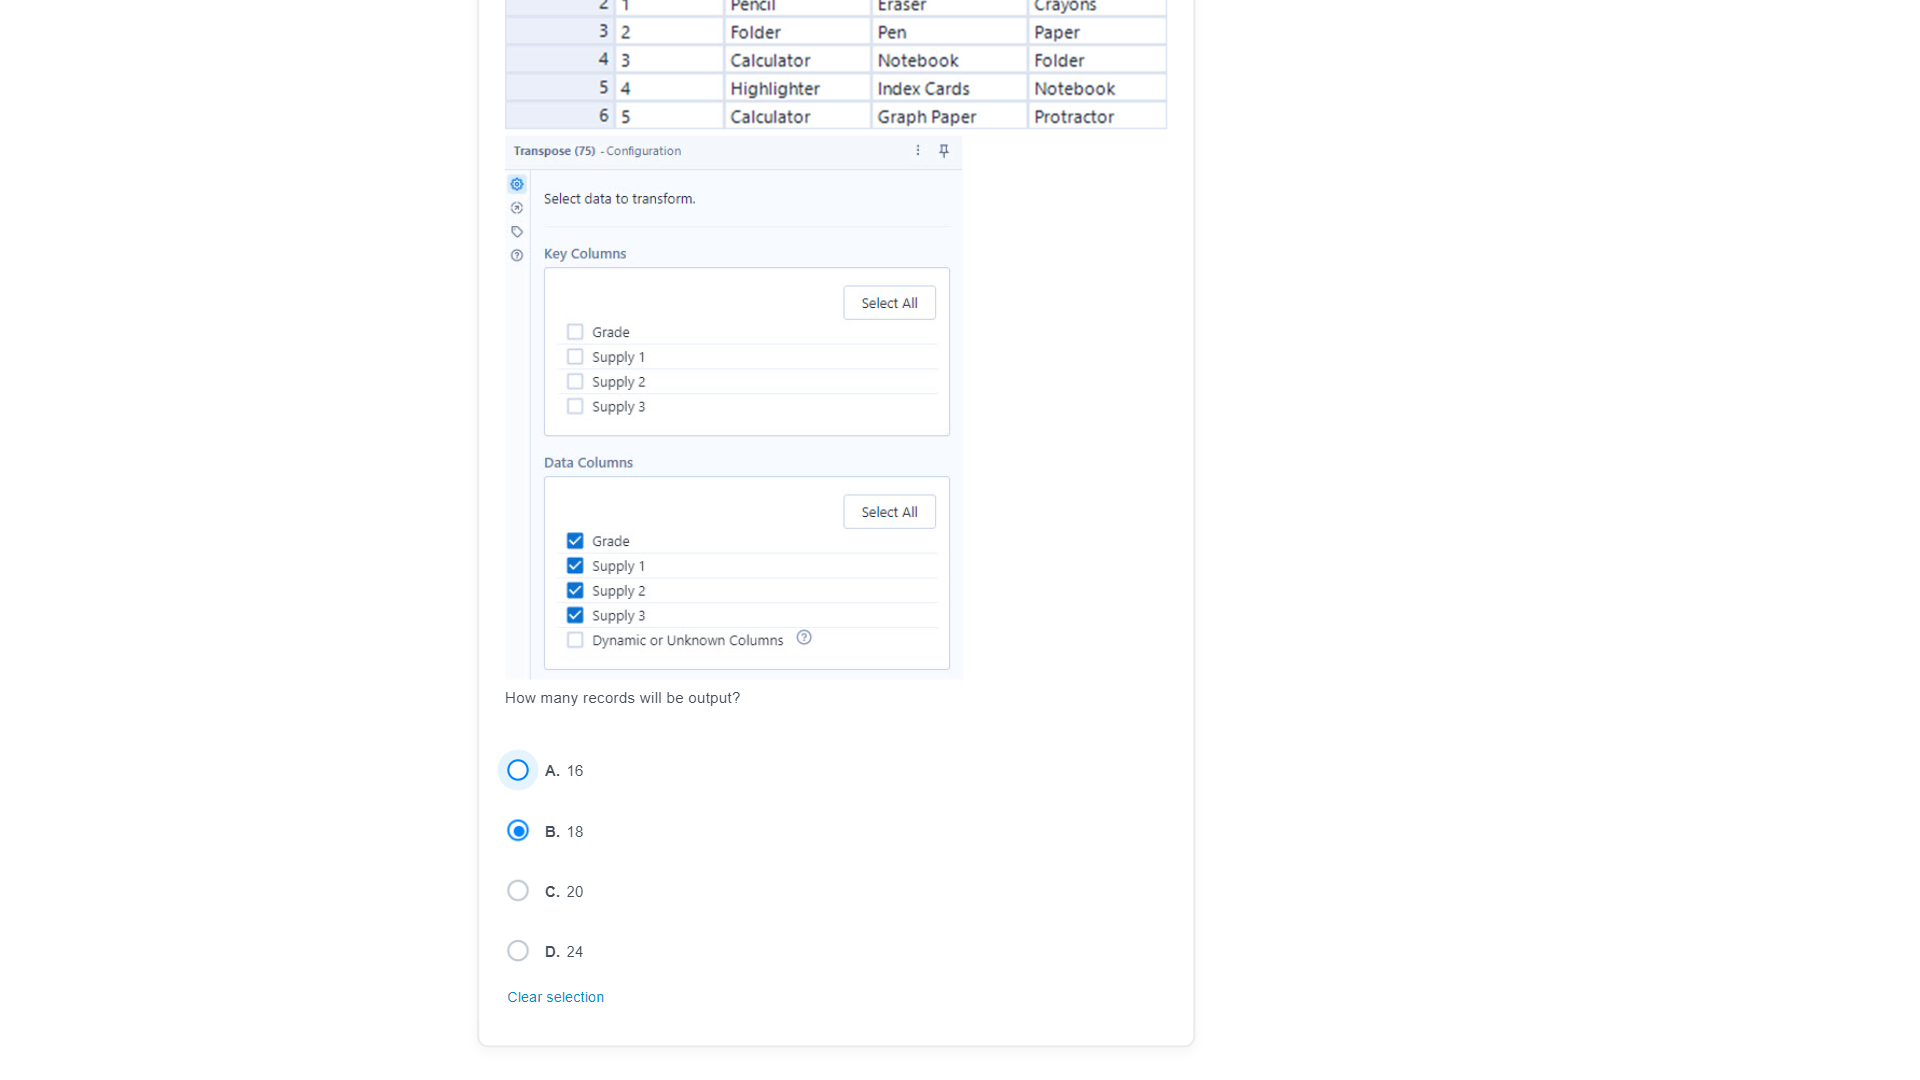 2 1 Pencil Eraser Crayons
3 2 Folder Pen Paper
4 3 Calculator Notebook Folder
5 4 Highlighter Index Cards Notebook
6 5 Calculator Graph Paper Protractor
Transpose (75) - Configuration
Select data to transform.
Key Columns
Select All
Grade
Supply 1
Supply 2
Supply 3
Data Columns
Select All
Grade
Supply 1
Supply 2
Supply 3
Dynamic or Unknown Columns
How many records will be output?
A. 16
B. 18
C. 20
D. 24
Clear selection